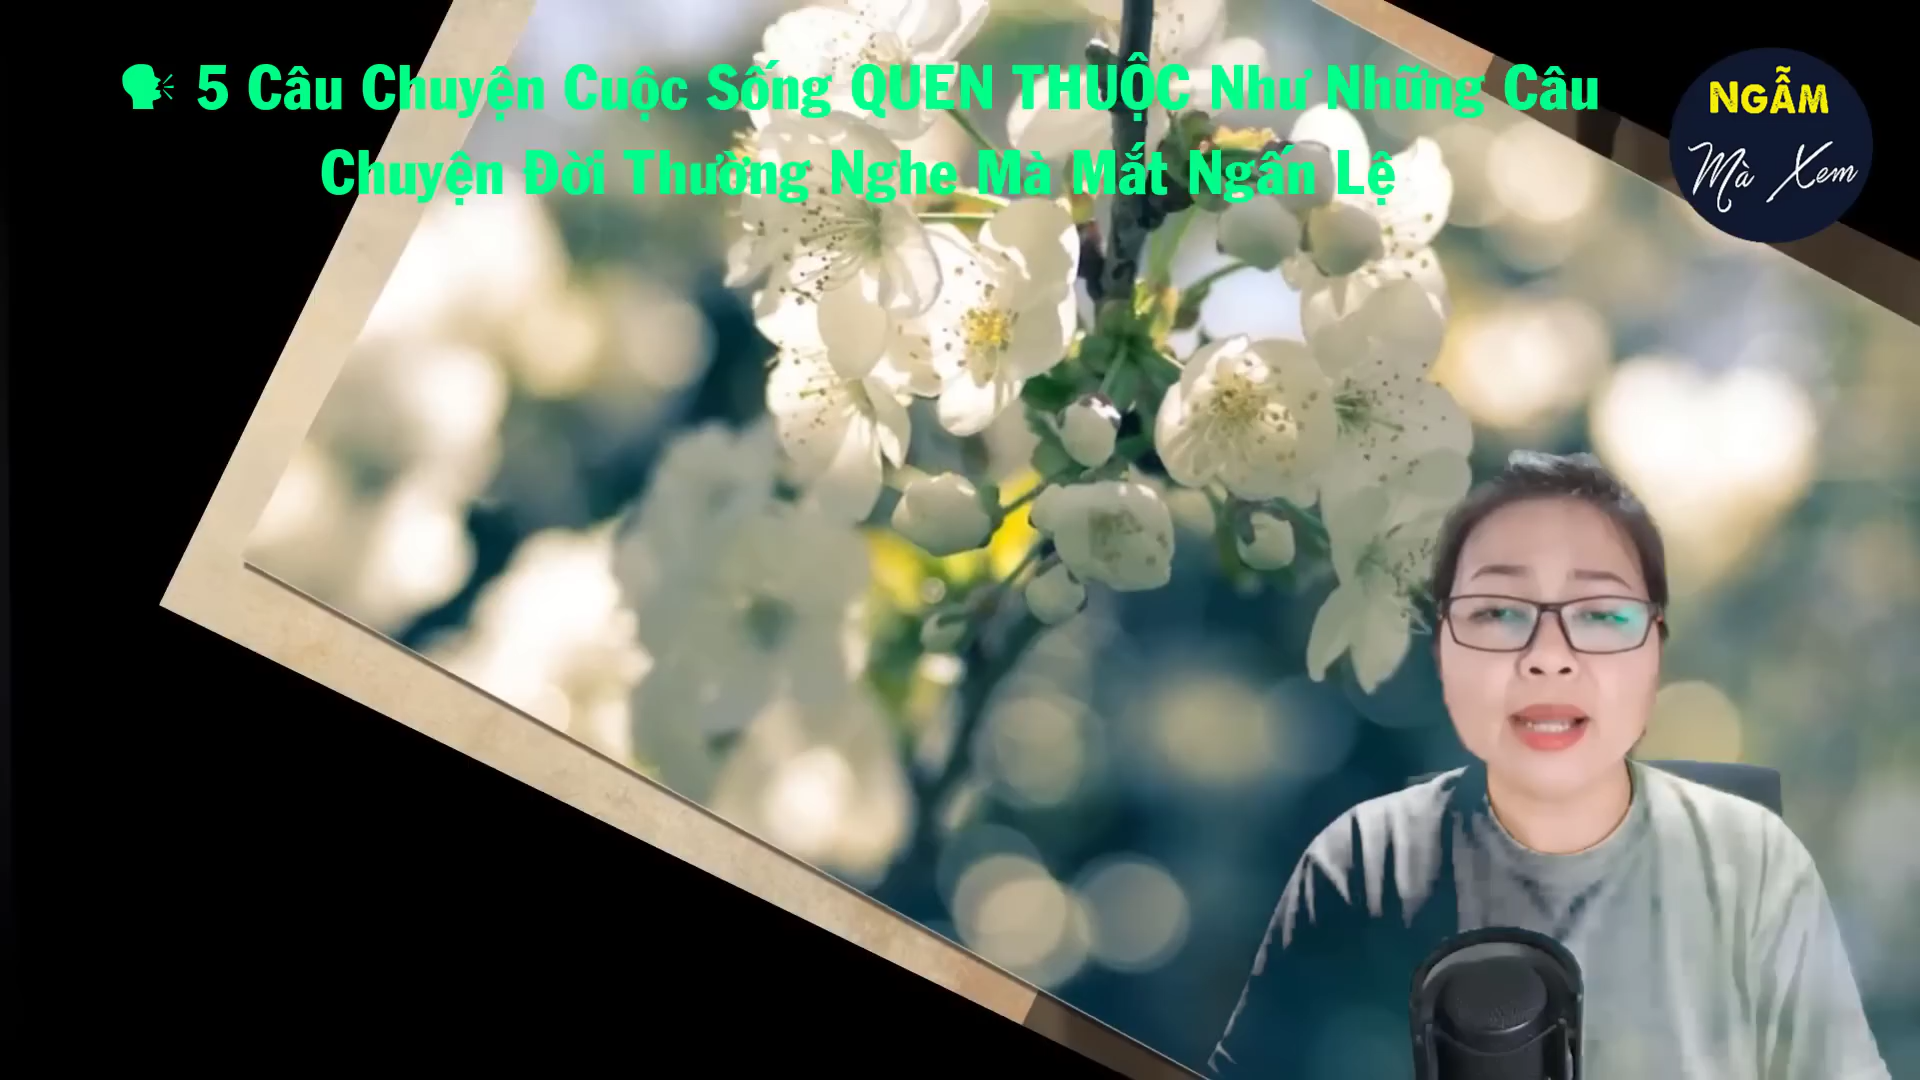 🗣 5 Câu Chuyện Cuộc Sống QUEN THUỘC Như Những Câu
Chuyện Đời Thường Nghe Mà Mắt Ngấn Lệ
NGẪM
Mà Xem